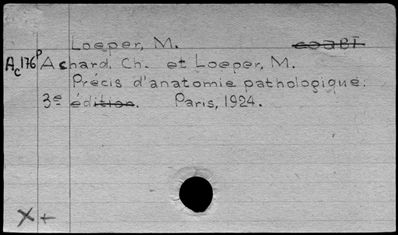 Loeper, M.
Ac176p Achard, Ch. et Loeper, M.
Précis d'anatomie pathologique.
3e édition. Paris, 1924.
X +